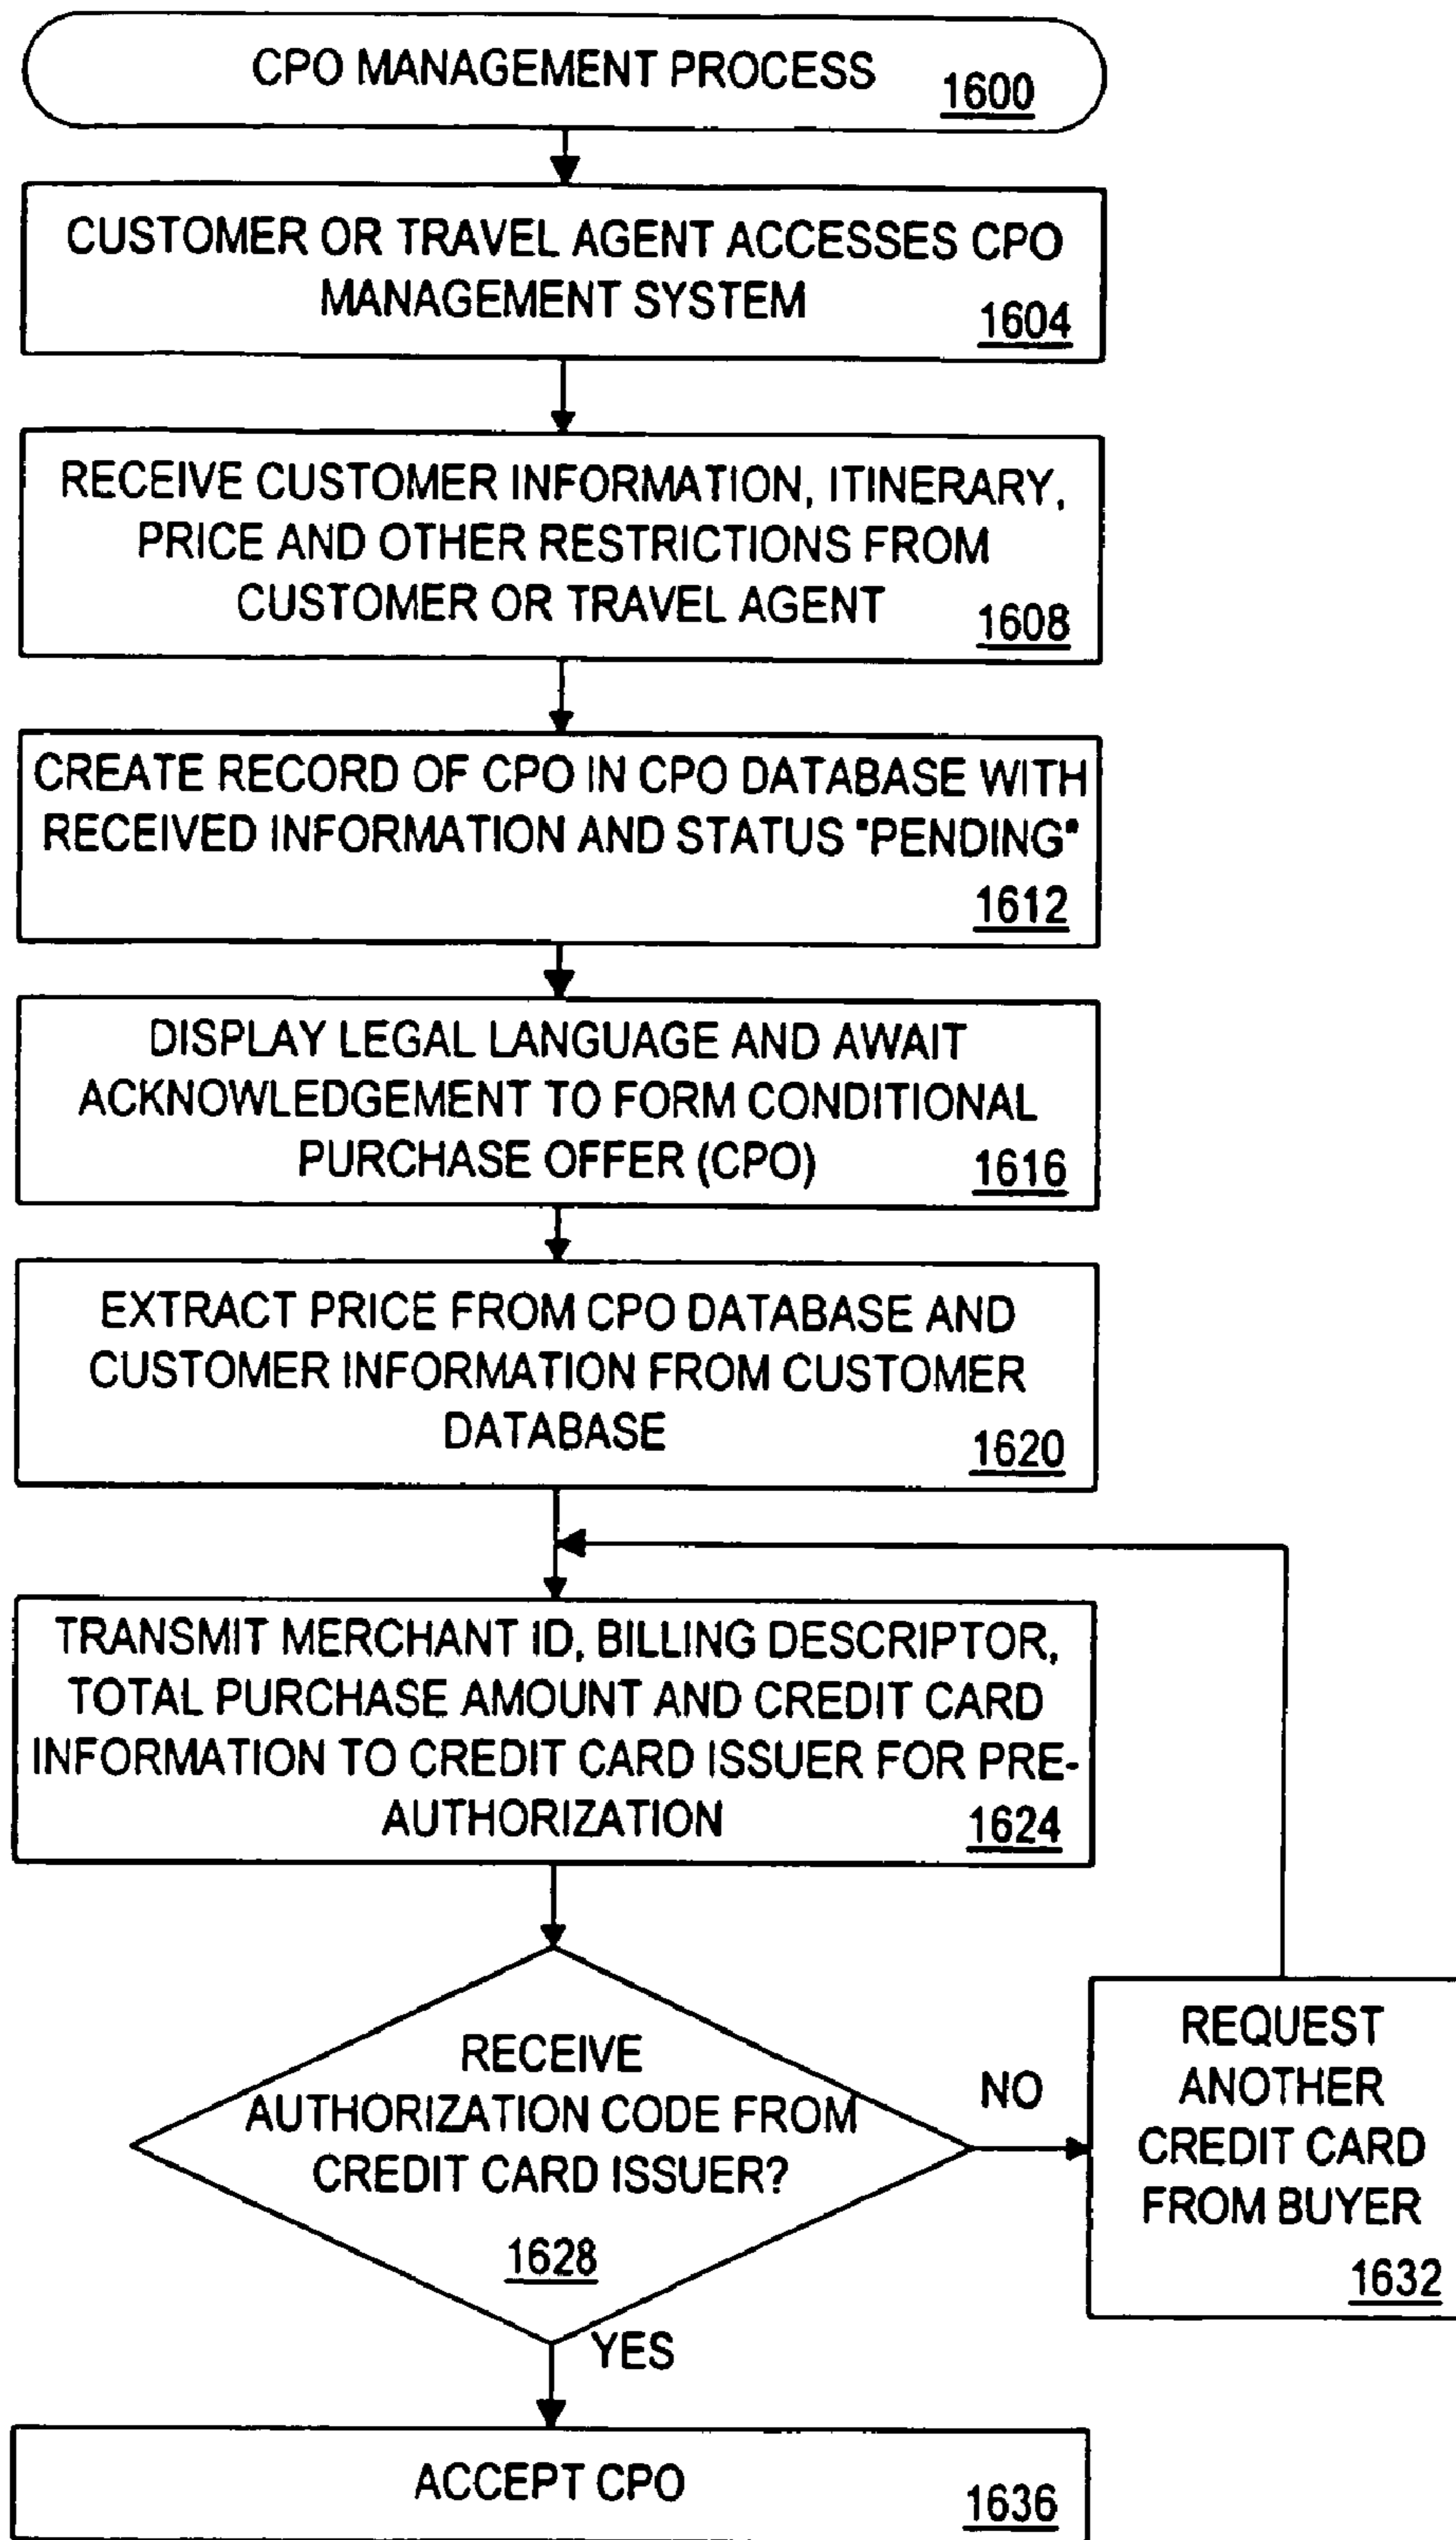 CPO MANAGEMENT PROCESS 1600
CUSTOMER OR TRAVEL AGENT ACCESSES CPO
MANAGEMENT SYSTEM 1604
RECEIVE CUSTOMER INFORMATION, ITINERARY,
PRICE AND OTHER RESTRICTIONS FROM
CUSTOMER OR TRAVEL AGENT 1608
CREATE RECORD OF CPO IN CPO DATABASE WITH
RECEIVED INFORMATION AND STATUS "PENDING"
1612
DISPLAY LEGAL LANGUAGE AND AWAIT
ACKNOWLEDGEMENT TO FORM CONDITIONAL
PURCHASE OFFER (CPO) 1616
EXTRACT PRICE FROM CPO DATABASE AND
CUSTOMER INFORMATION FROM CUSTOMER
DATABASE 1620
TRANSMIT MERCHANT ID, BILLING DESCRIPTOR,
TOTAL PURCHASE AMOUNT AND CREDIT CARD
INFORMATION TO CREDIT CARD ISSUER FOR PRE-
AUTHORIZATION 1624
RECEIVE
AUTHORIZATION CODE FROM
CREDIT CARD ISSUER?
1628
NO
REQUEST
ANOTHER
CREDIT CARD
FROM BUYER
1632
YES
ACCEPT CPO 1636